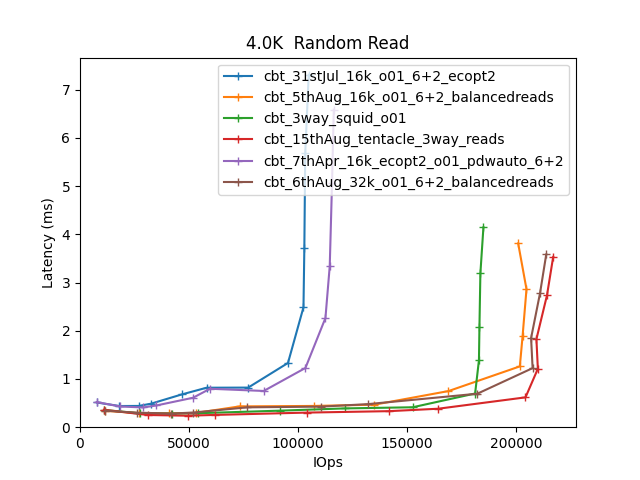 4.0K  Random Read
cbt_31stJul_16k_o01_6+2_ecopt2
cbt_5thAug_16k_o01_6+2_balancedreads
cbt_3way_squid_o01
cbt_15thAug_tentacle_3way_reads
cbt_7thApr_16k_ecopt2_o01_pdwauto_6+2
cbt_6thAug_32k_o01_6+2_balancedreads
Latency (ms)
7
6
5
4
3
2
1
0
0 50000 100000 150000 200000
IOps